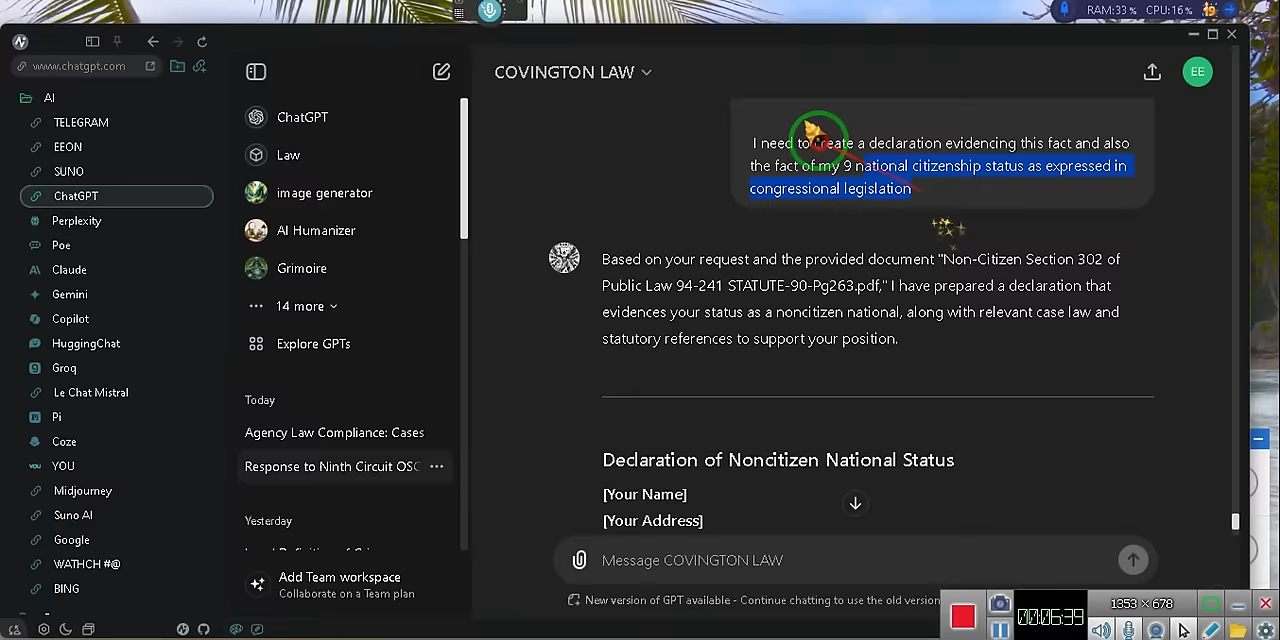 RAM:33% CPU:16%
www.chatgpt.com
AI
TELEGRAM
EEON
SUNO
ChatGPT
Perplexity
Poe
Claude
Gemini
Copilot
HuggingChat
Groq
Le Chat Mistral
Pi
Coze
YOU
Midjourney
Suno AI
Google
WATHCH #@
BING
ChatGPT
Law
image generator
AI Humanizer
Grimoire
14 more
Explore GPTs
Today
Agency Law Compliance: Cases
Response to Ninth Circuit OSC
Yesterday
Add Team workspace
Collaborate on a Team plan
COVINGTON LAW
EE
I need to create a declaration evidencing this fact and also
the fact of my 9 national citizenship status as expressed in
congressional legislation
Based on your request and the provided document "Non-Citizen Section 302 of
Public Law 94-241 STATUTE-90-Pg263.pdf," I have prepared a declaration that
evidences your status as a noncitizen national, along with relevant case law and
statutory references to support your position.
Declaration of Noncitizen National Status
[Your Name]
[Your Address]
Message COVINGTON LAW
New version of GPT available - Continue chatting to use the old version
00:06:39
1353 × 678